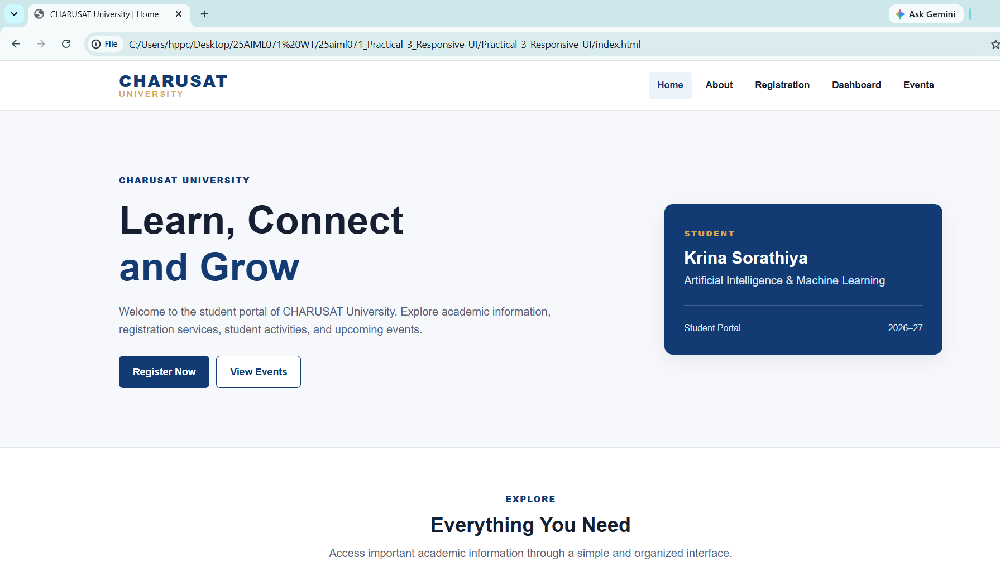 CHARUSAT University | Home
Ask Gemini
File
C:/Users/hppc/Desktop/25AIML071%20WT/25aiml071_Practical-3_Responsive-UI/Practical-3-Responsive-UI/index.html
CHARUSAT
UNIVERSITY
Home
About
Registration
Dashboard
Events
CHARUSAT UNIVERSITY
Learn, Connect
and Grow
Welcome to the student portal of CHARUSAT University. Explore academic information,
registration services, student activities, and upcoming events.
Register Now
View Events
STUDENT
Krina Sorathiya
Artificial Intelligence & Machine Learning
Student Portal
2026–27
EXPLORE
Everything You Need
Access important academic information through a simple and organized interface.